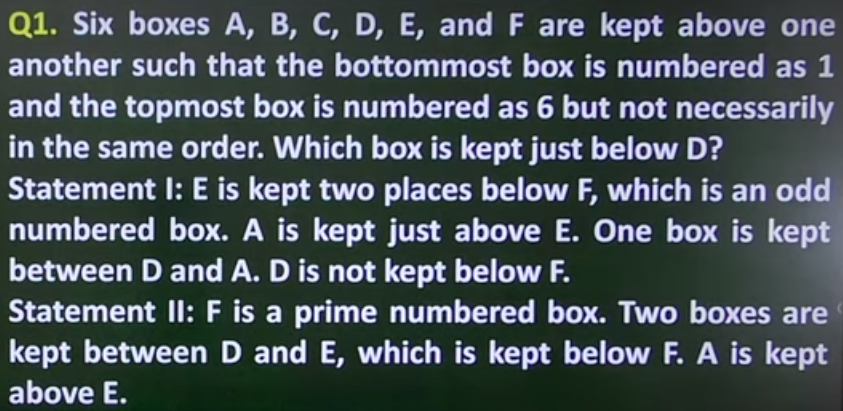 Q1. Six boxes A, B, C, D, E, and F are kept above one
another such that the bottommost box is numbered as 1
and the topmost box is numbered as 6 but not necessarily
in the same order. Which box is kept just below D?
Statement I: E is kept two places below F, which is an odd
numbered box. A is kept just above E. One box is kept
between D and A. D is not kept below F.
Statement II: F is a prime numbered box. Two boxes are
kept between D and E, which is kept below F. A is kept
above E.